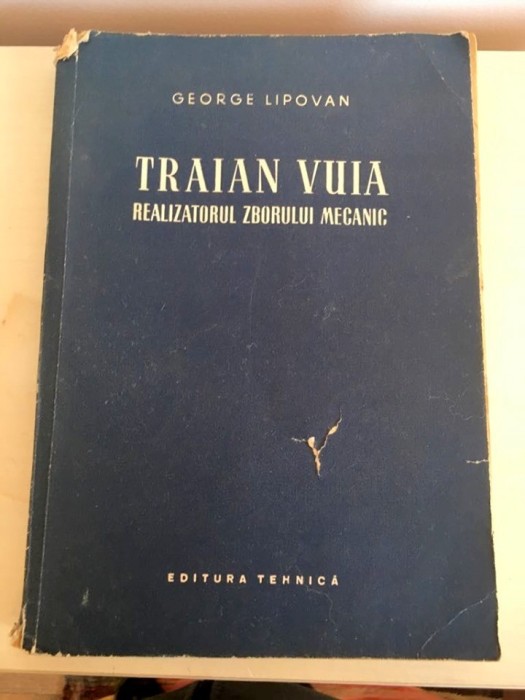 GEORGE LIPOVAN
TRAIAN VUIA
REALIZATORUL ZBORULUI MECANIC
EDITURA TEHNICĂ